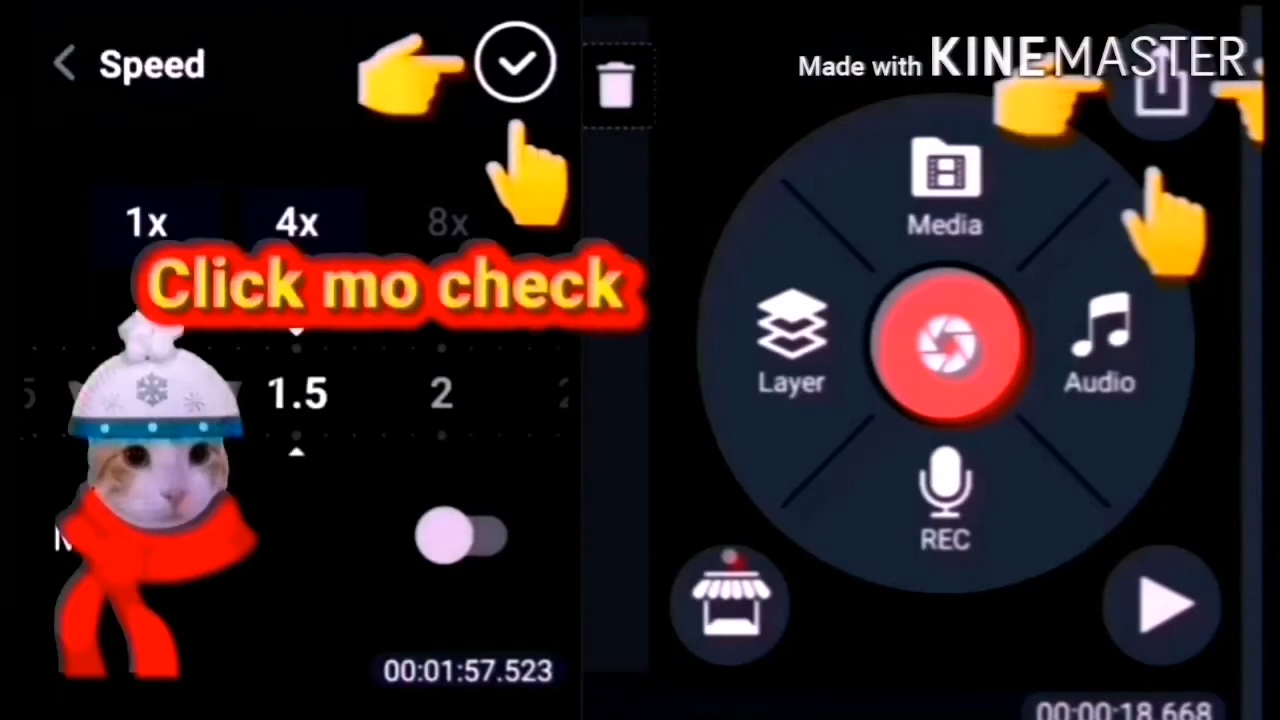 Speed
Made with KINEMASTER
1x
4x
8x
Media
Click mo check
Layer
Audio
1.5
2
REC
00:01:57.523
00:00:18.668